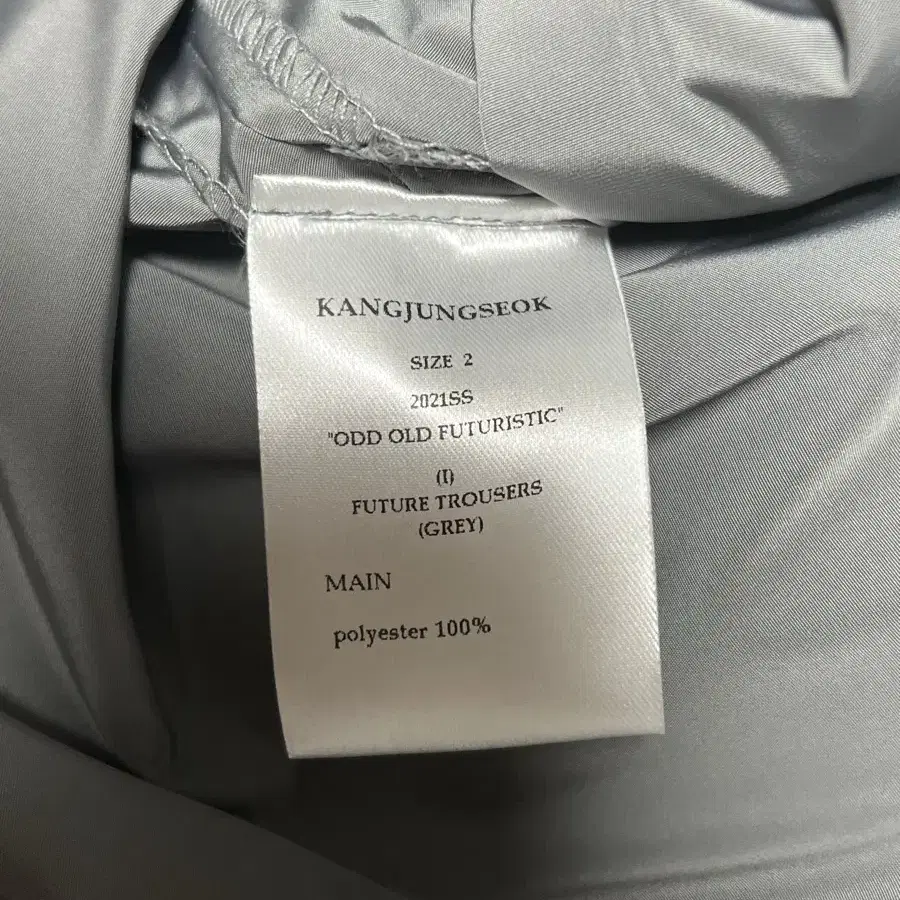 KANGJUNGSEOK
SIZE 2
2021SS
"ODD OLD FUTURISTIC"
(I)
FUTURE TROUSERS
(GREY)
MAIN
polyester 100%